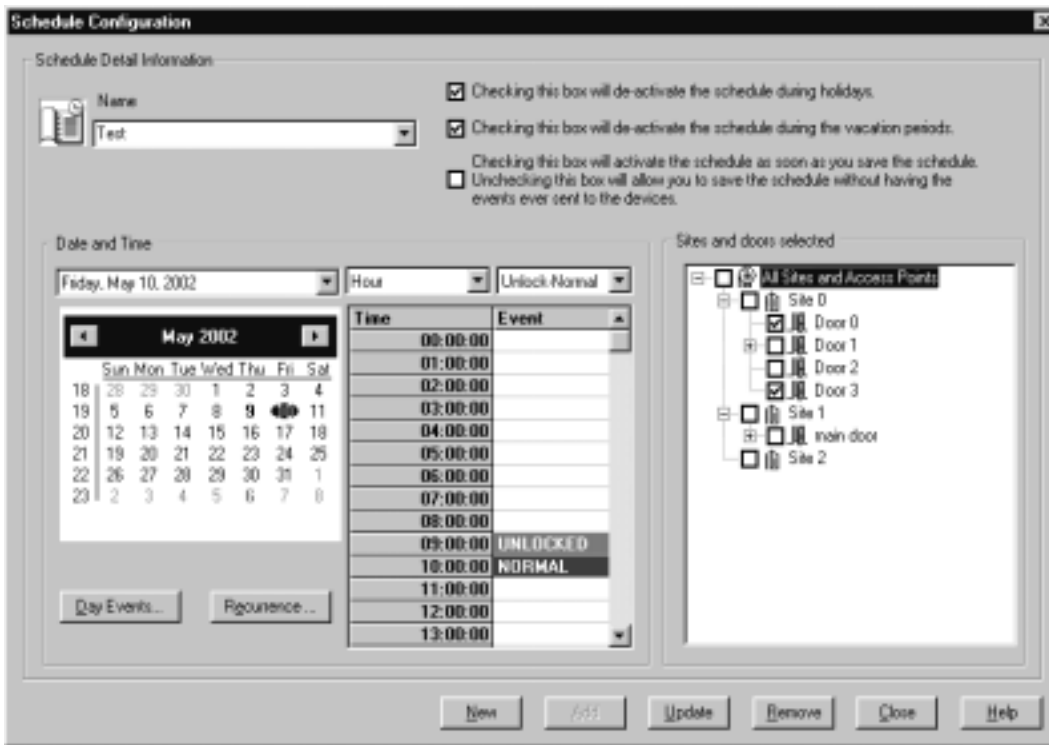 Schedule Configuration
Schedule Detail Information
Name
Test
Checking this box will de-activate the schedule during holidays.
Checking this box will de-activate the schedule during the vacation periods.
Checking this box will activate the schedule as soon as you save the schedule.
Unchecking this box will allow you to save the schedule without having the
events ever sent to the devices.
Date and Time
Friday, May 10, 2002
Hour
Unlock-Normal
May 2002
Sun Mon Tue Wed Thu Fri Sat
18 28 29 30 1 2 3 4
19 5 6 7 8 9 10 11
20 12 13 14 15 16 17 18
21 19 20 21 22 23 24 25
22 26 27 28 29 30 31 1
23 2 3 4 5 6 7 8
Day Events...
Recurrence...
Time Event
00:00:00
01:00:00
02:00:00
03:00:00
04:00:00
05:00:00
06:00:00
07:00:00
08:00:00
09:00:00 UNLOCKED
10:00:00 NORMAL
11:00:00
12:00:00
13:00:00
Sites and doors selected
All Sites and Access Points
Site 0
Door 0
Door 1
Door 2
Door 3
Site 1
main door
Site 2
New
Add
Update
Remove
Close
Help